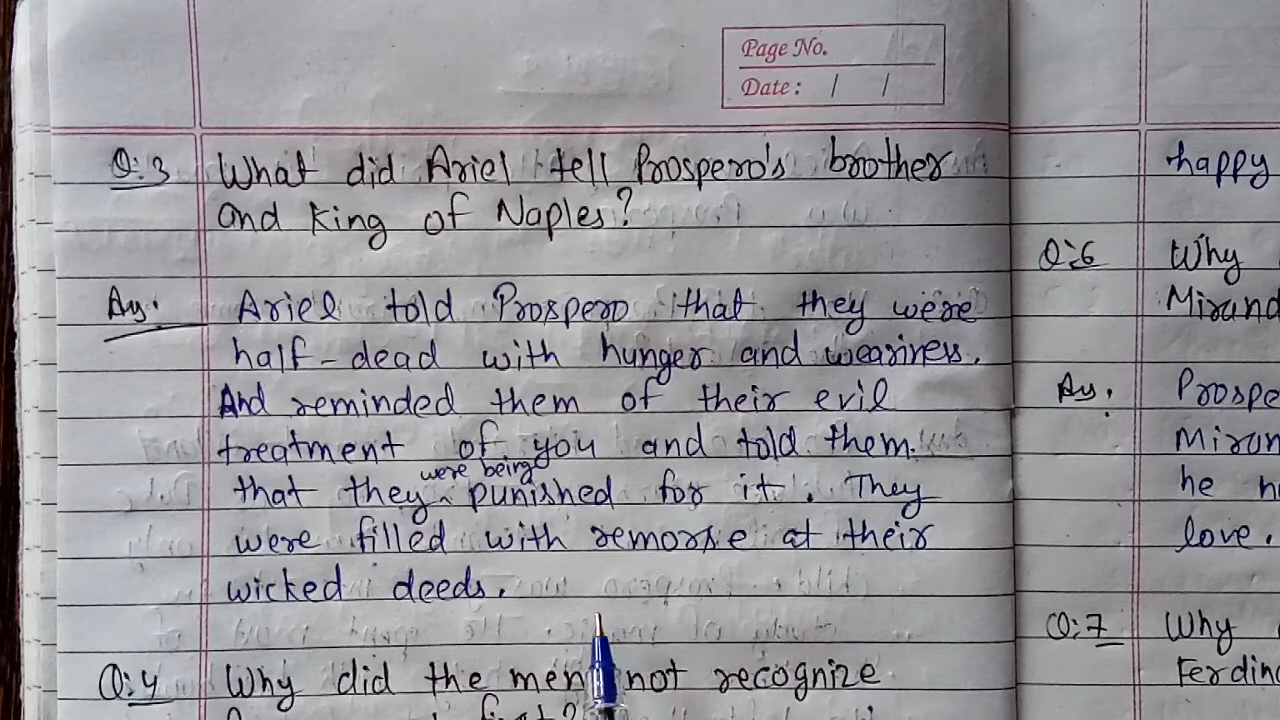 Page No.
Date: / /
Q:3 What did Ariel tell Prospero's brother
and King of Naples?
Ans. Ariel told Prospero that they were
half-dead with hunger and weariness.
And reminded them of their evil
treatment of you and told them
were being
that they ^ punished for it. They
were filled with remorse at their
wicked deeds.
Q:4 Why did the men not recognize
first?
happy
Q:6 Why
Mirand
Ans. Prospe
Miran
he
love.
Q:7 Why
Ferdin